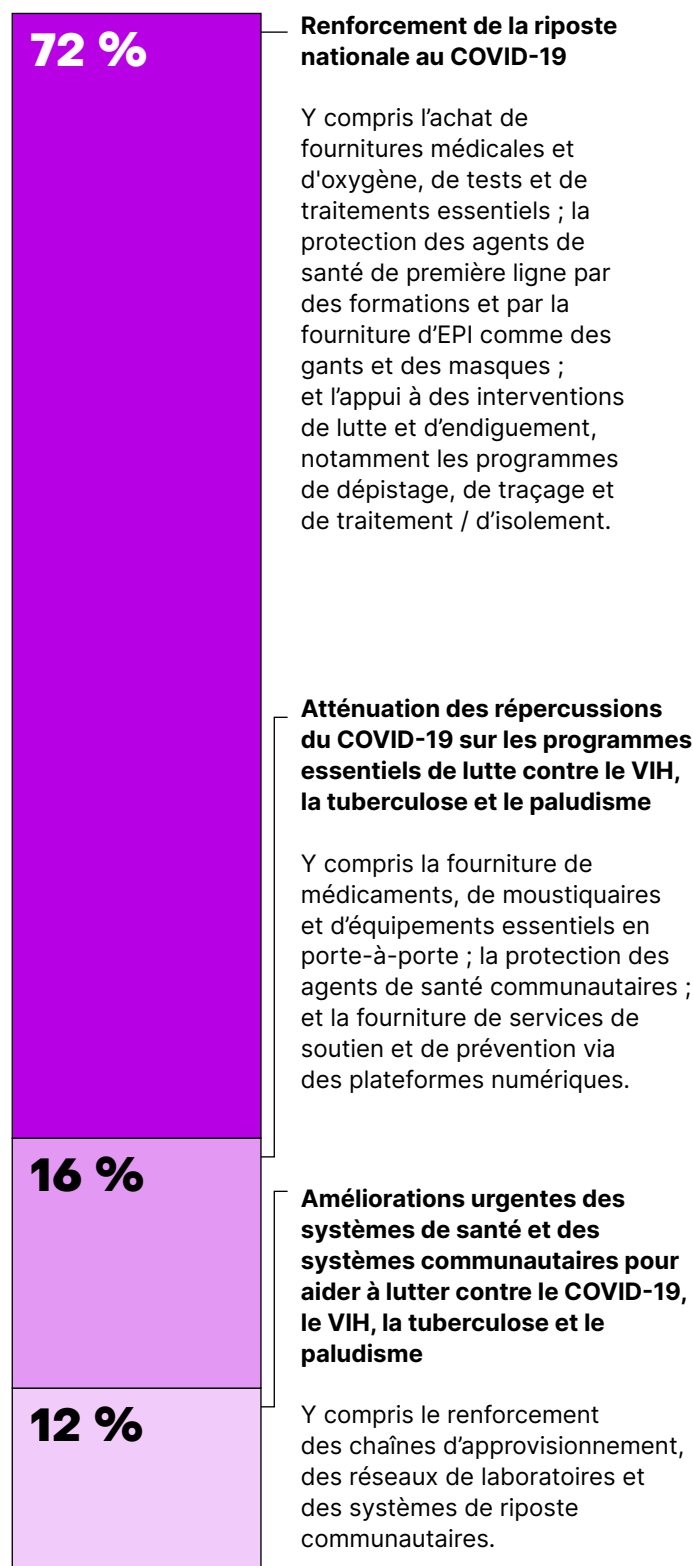 72 %
Renforcement de la riposte
nationale au COVID-19
Y compris l’achat de
fournitures médicales et
d'oxygène, de tests et de
traitements essentiels ; la
protection des agents de
santé de première ligne par
des formations et par la
fourniture d’EPI comme des
gants et des masques ;
et l’appui à des interventions
de lutte et d’endiguement,
notamment les programmes
de dépistage, de traçage et
de traitement / d’isolement.
16 %
Atténuation des répercussions
du COVID-19 sur les programmes
essentiels de lutte contre le VIH,
la tuberculose et le paludisme
Y compris la fourniture de
médicaments, de moustiquaires
et d’équipements essentiels en
porte-à-porte ; la protection des
agents de santé communautaires ;
et la fourniture de services de
soutien et de prévention via
des plateformes numériques.
12 %
Améliorations urgentes des
systèmes de santé et des
systèmes communautaires pour
aider à lutter contre le COVID-19,
le VIH, la tuberculose et le
paludisme
Y compris le renforcement
des chaînes d’approvisionnement,
des réseaux de laboratoires et
des systèmes de riposte
communautaires.